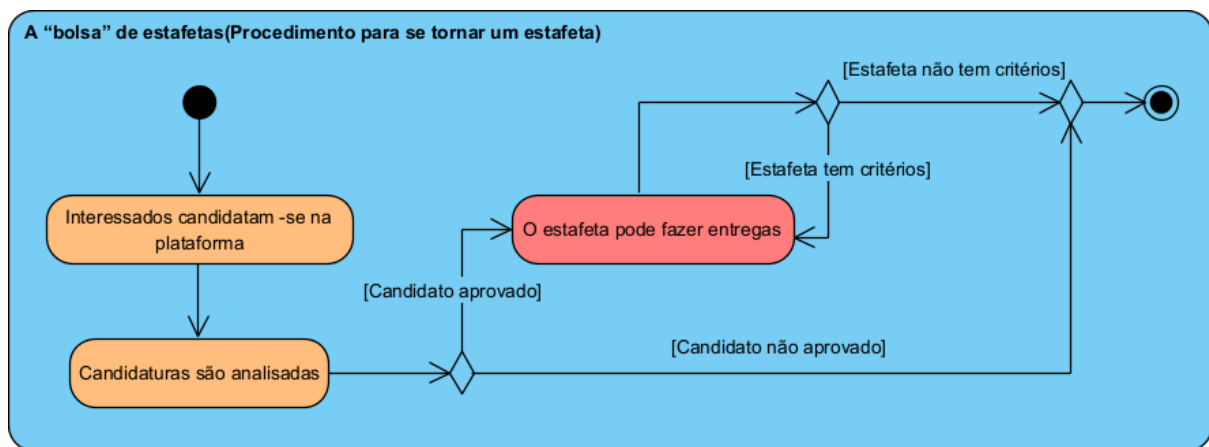 A “bolsa” de estafetas(Procedimento para se tornar um estafeta)
[Estafeta não tem critérios]
[Estafeta tem critérios]
Interessados candidatam -se na
plataforma
O estafeta pode fazer entregas
[Candidato aprovado]
[Candidato não aprovado]
Candidaturas são analisadas